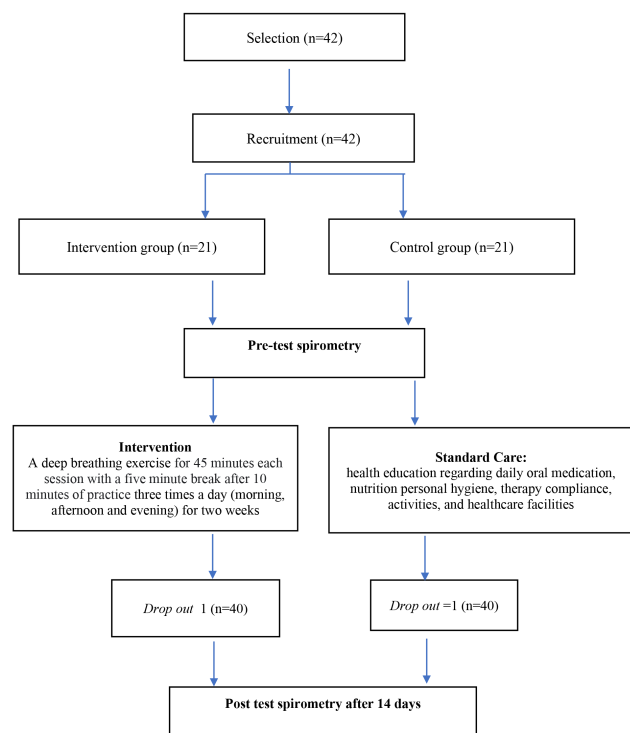 Selection (n=42)
Recruitment (n=42)
Intervention group (n=21)
Control group (n=21)
Pre-test spirometry
Intervention
A deep breathing exercise for 45 minutes each
session with a five minute break after 10
minutes of practice three times a day (morning,
afternoon and evening) for two weeks
Standard Care:
health education regarding daily oral medication,
nutrition personal hygiene, therapy compliance,
activities, and healthcare facilities
Drop out 1 (n=40)
Drop out =1 (n=40)
Post test spirometry after 14 days